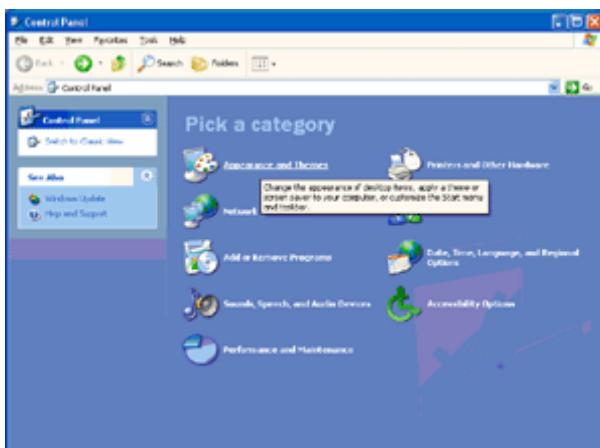 Control Panel
File Edit View Favorites Tools Help
Back Search Folders
Address Control Panel Go
Control Panel
Switch to Classic View
See Also
Windows Update
Help and Support
Pick a category
Appearance and Themes
Printers and Other Hardware
Change the appearance of desktop items, apply a theme or
screen saver to your computer, or customize the Start menu
and taskbar.
Network
Add or Remove Programs
Date, Time, Language, and Regional
Options
Sounds, Speech, and Audio Devices
Accessibility Options
Performance and Maintenance